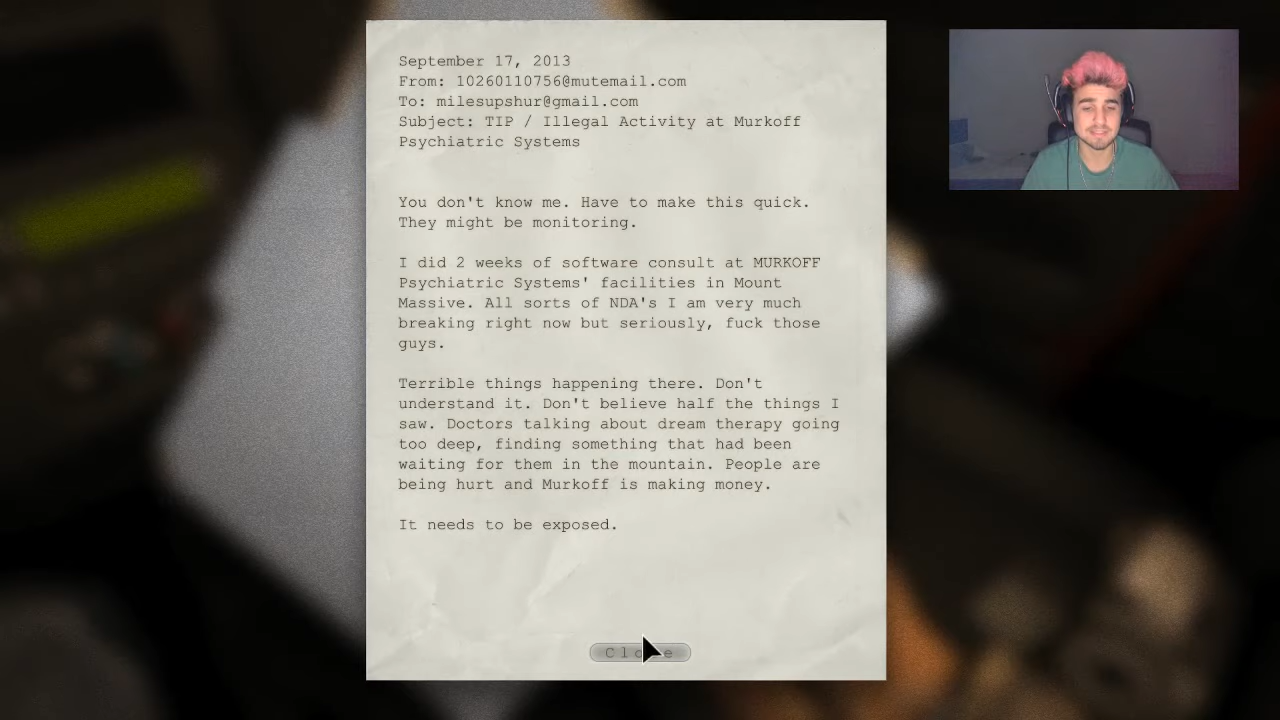 September 17, 2013
From: 10260110756@mutemail.com
To: milesupshur@gmail.com
Subject: TIP / Illegal Activity at Murkoff
Psychiatric Systems
You don't know me. Have to make this quick.
They might be monitoring.
I did 2 weeks of software consult at MURKOFF
Psychiatric Systems' facilities in Mount
Massive. All sorts of NDA's I am very much
breaking right now but seriously, fuck those
guys.
Terrible things happening there. Don't
understand it. Don't believe half the things I
saw. Doctors talking about dream therapy going
too deep, finding something that had been
waiting for them in the mountain. People are
being hurt and Murkoff is making money.
It needs to be exposed.
Close